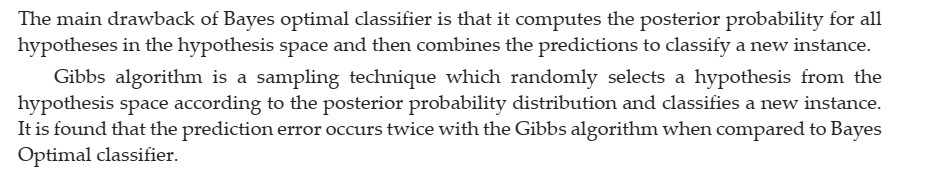 The main drawback of Bayes optimal classifier is that it computes the posterior probability for all
hypotheses in the hypothesis space and then combines the predictions to classify a new instance.
Gibbs algorithm is a sampling technique which randomly selects a hypothesis from the
hypothesis space according to the posterior probability distribution and classifies a new instance.
It is found that the prediction error occurs twice with the Gibbs algorithm when compared to Bayes
Optimal classifier.